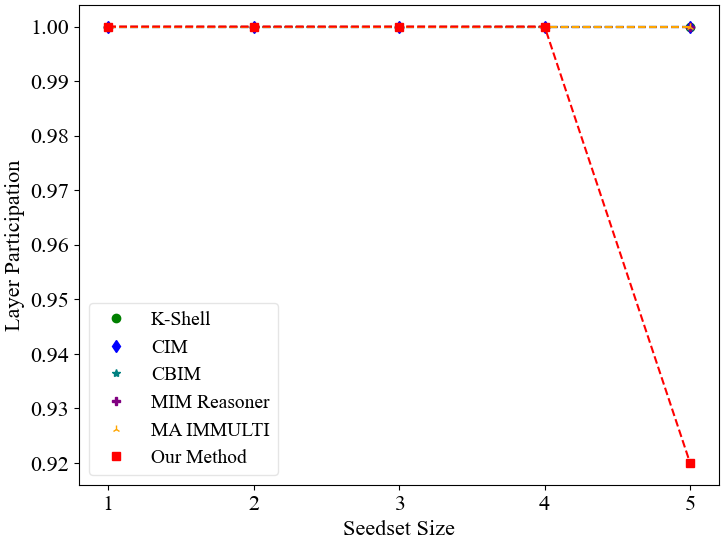 1.00
0.99
0.98
0.97
0.96
0.95
0.94
0.93
0.92
Layer Participation
K-Shell
CIM
CBIM
MIM Reasoner
MA IMMULTI
Our Method
1 2 3 4 5
Seedset Size